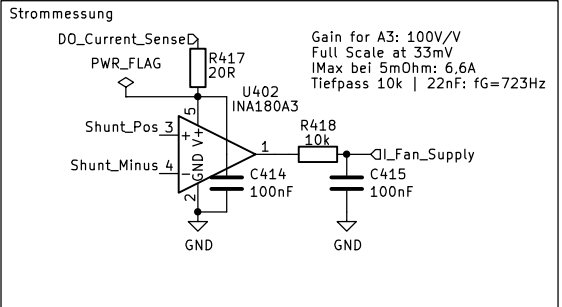 Strommessung
DO_Current_Sense
PWR_FLAG
R417
20R
Gain for A3: 100V/V
Full Scale at 33mV
IMax bei 5mOhm: 6,6A
Tiefpass 10k | 22nF: fG=723Hz
U402
INA180A3
Shunt_Pos 3
5
+
V+
Shunt_Minus 4
-
GND
2
1
R418
10k
I_Fan_Supply
C414
100nF
C415
100nF
GND
GND